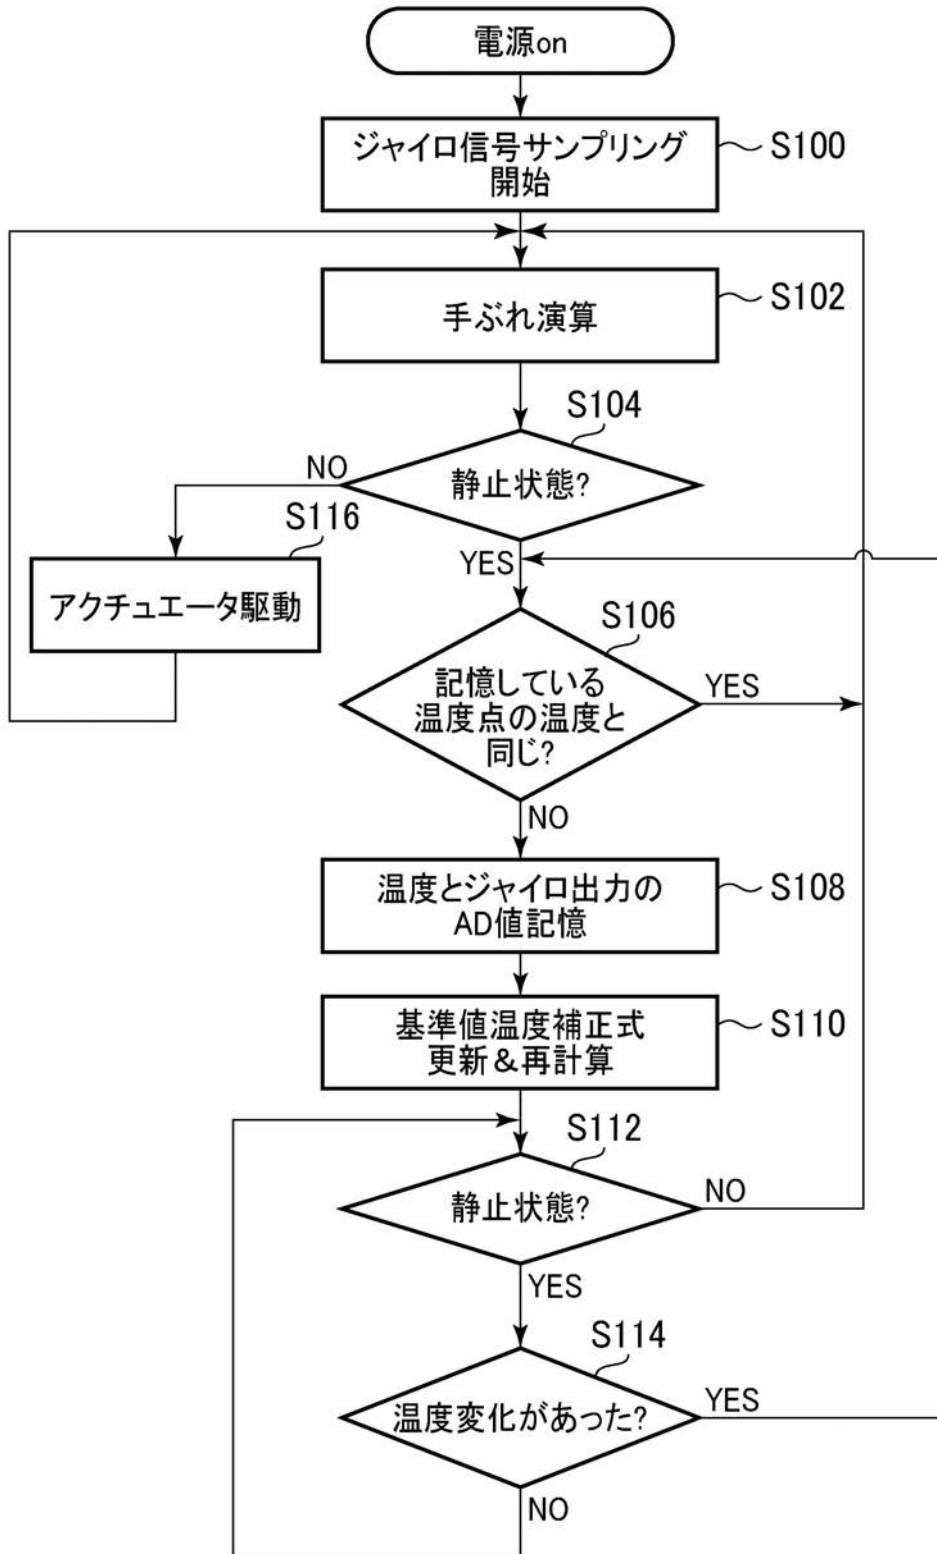 電源on
ジャイロ信号サンプリング
開始
S100
手ぶれ演算
S102
S104
静止状態?
NO
YES
S116
アクチュエータ駆動
S106
記憶している
温度点の温度と
同じ?
YES
NO
温度とジャイロ出力の
AD値記憶
S108
基準値温度補正式
更新&再計算
S110
S112
静止状態?
NO
YES
S114
温度変化があった?
YES
NO